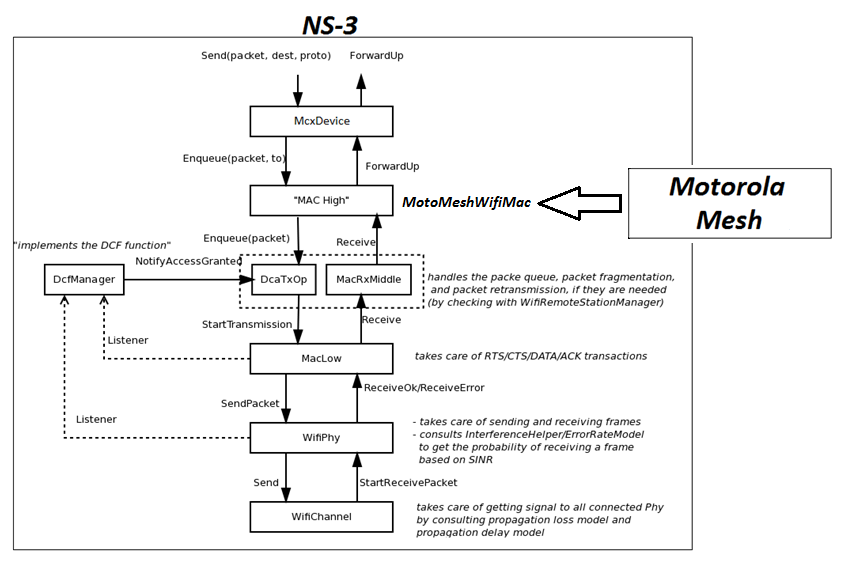 NS-3
Send(packet, dest, proto)
ForwardUp
McxDevice
Enqueue(packet, to)
ForwardUp
"MAC High"
MotoMeshWifiMac
Motorola
Mesh
"implements the DCF function"
Enqueue(packet)
Receive
NotifyAccessGranted
DcfManager
DcaTxOp
MacRxMiddle
handles the packe queue, packet fragmentation,
and packet retransmission, if they are needed
(by checking with WifiRemoteStationManager)
StartTransmission
Receive
Listener
MacLow
takes care of RTS/CTS/DATA/ACK transactions
ReceiveOk/ReceiveError
SendPacket
Listener
WifiPhy
- takes care of sending and receiving frames
- consults InterferenceHelper/ErrorRateModel
to get the probability of receiving a frame
based on SINR
Send
StartReceivePacket
WifiChannel
takes care of getting signal to all connected Phy
by consulting propagation loss model and
propagation delay model